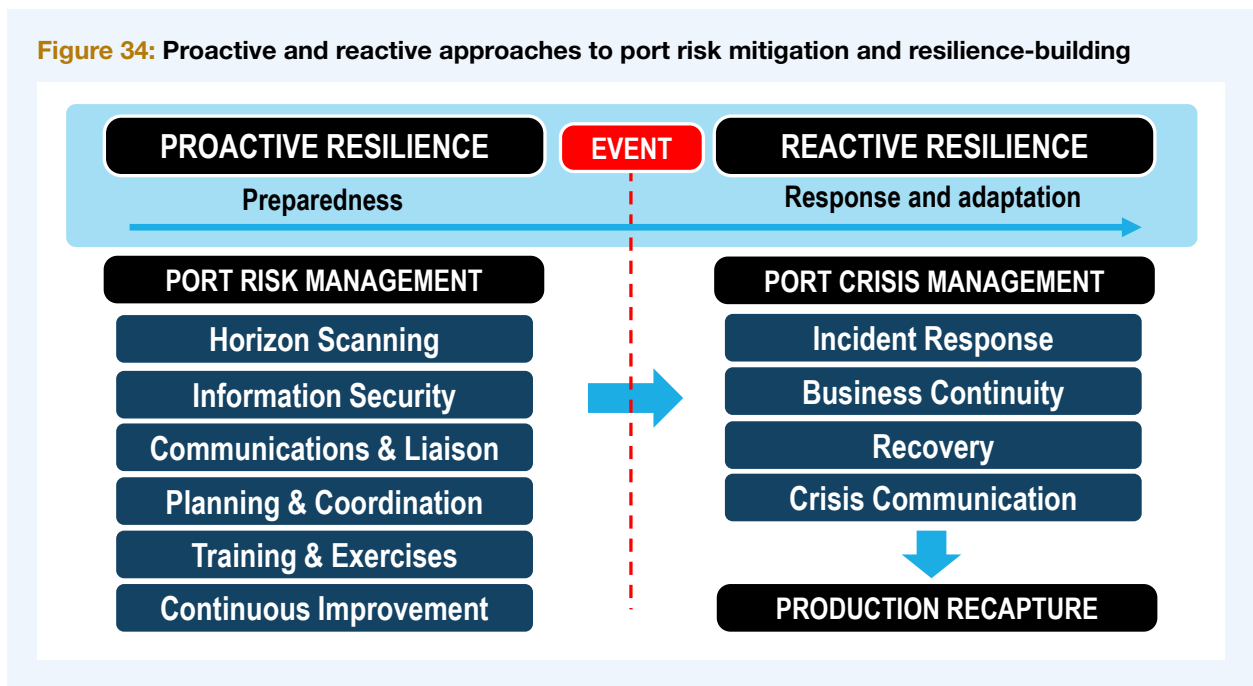 Figure 34: Proactive and reactive approaches to port risk mitigation and resilience-building
PROACTIVE RESILIENCE
EVENT
REACTIVE RESILIENCE
Preparedness
Response and adaptation
PORT RISK MANAGEMENT
Horizon Scanning
Information Security
Communications & Liaison
Planning & Coordination
Training & Exercises
Continuous Improvement
PORT CRISIS MANAGEMENT
Incident Response
Business Continuity
Recovery
Crisis Communication
PRODUCTION RECAPTURE